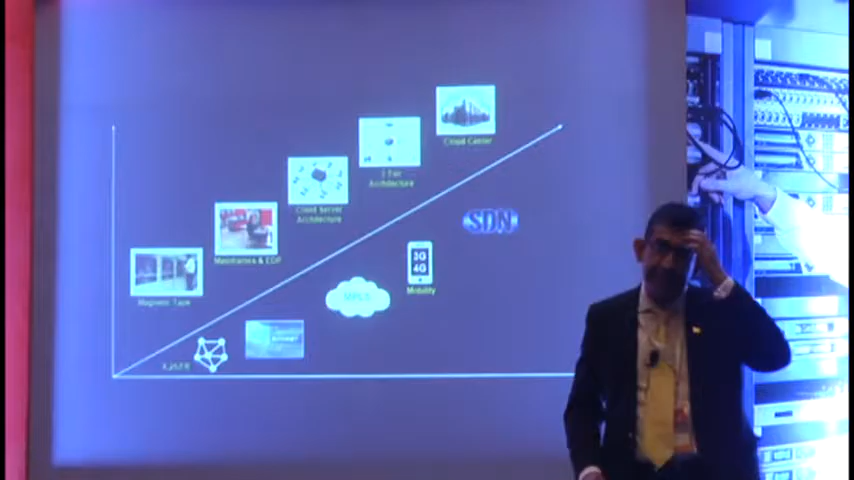 Cloud Center
3 Tier
Architecture
Client Server
Architecture
Mainframes & EDP
Magnetic Tape
SDN
3G
4G
Mobility
MPLS